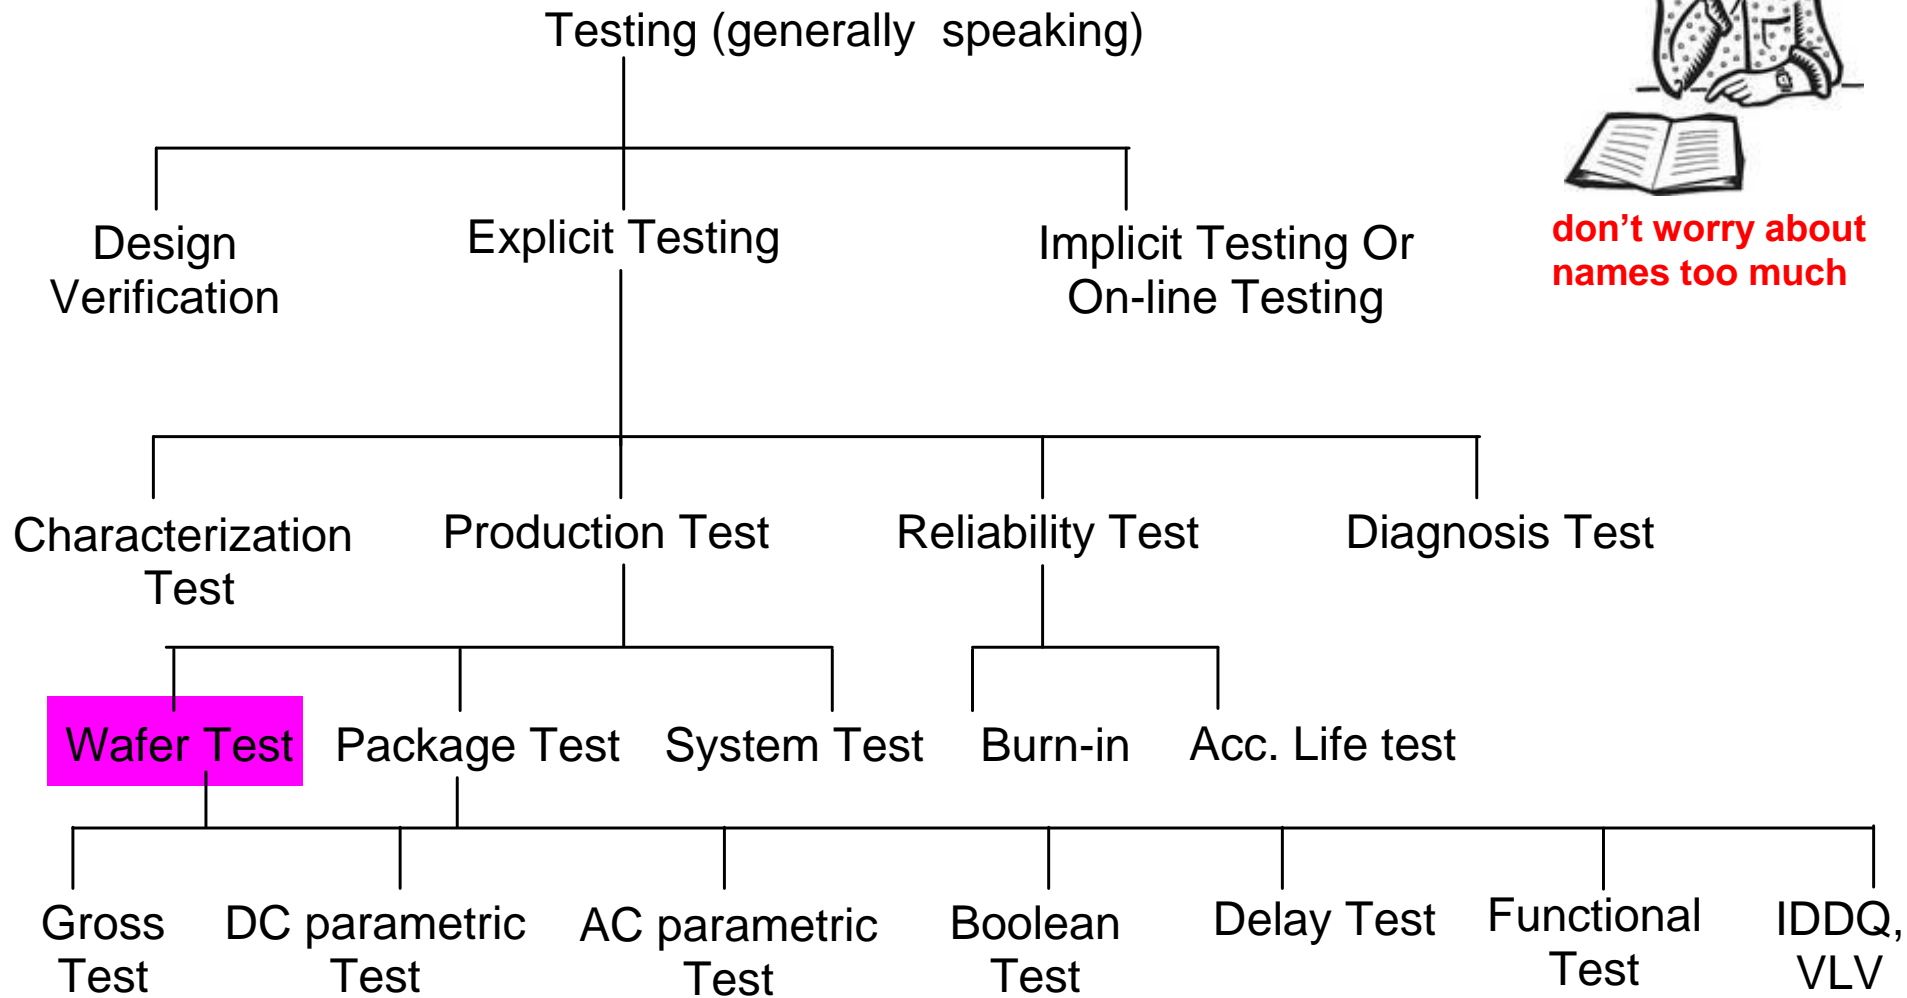 Testing (generally speaking)
Design
Verification
Explicit Testing
Implicit Testing Or
On-line Testing
don’t worry about
names too much
Characterization
Test
Production Test
Reliability Test
Diagnosis Test
Wafer Test
Package Test
System Test
Burn-in
Acc. Life test
Gross
Test
DC parametric
Test
AC parametric
Test
Boolean
Test
Delay Test
Functional
Test
IDDQ,
VLV